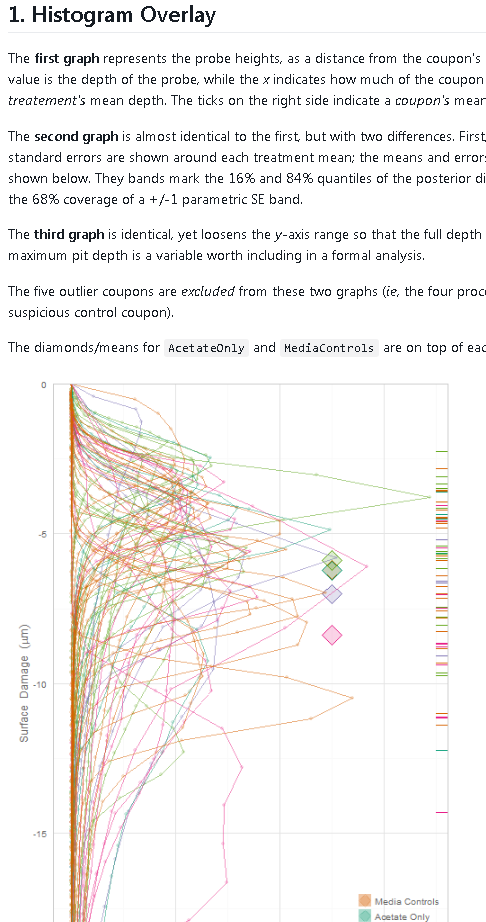 1. Histogram Overlay
The first graph represents the probe heights, as a distance from the coupon's
value is the depth of the probe, while the x indicates how much of the coupon
treatement's mean depth. The ticks on the right side indicate a coupon's mear
The second graph is almost identical to the first, but with two differences. First,
standard errors are shown around each treatment mean; the means and error:
shown below. They bands mark the 16% and 84% quantiles of the posterior di
the 68% coverage of a +/-1 parametric SE band.
The third graph is identical, yet loosens the y-axis range so that the full depth
maximum pit depth is a variable worth including in a formal analysis.
The five outlier coupons are excluded from these two graphs (ie, the four proc
suspicious control coupon).
The diamonds/means for AcetateOnly and MediaControls are on top of eac
0
-5
-10
-15
Surface Damage (µm)
Media Controls
Acetate Only